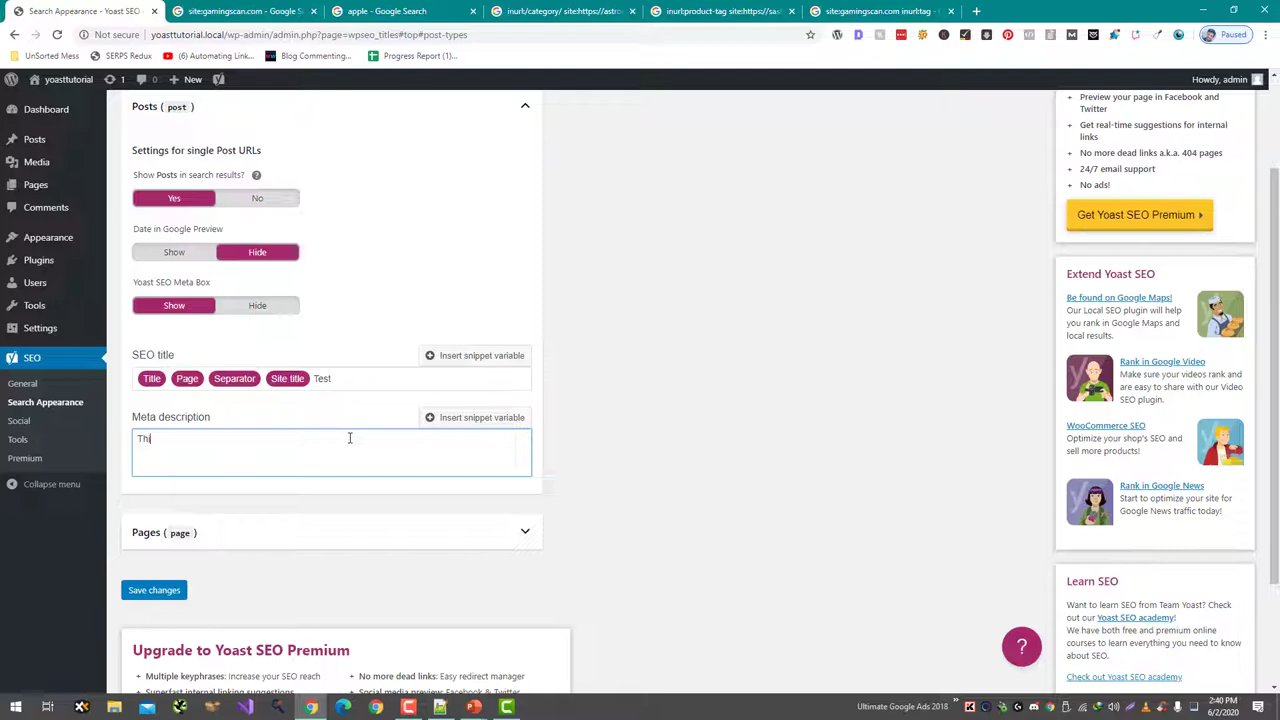 Search Appearance - Yoast SEO
site:gamingscan.com - Google S
apple - Google Search
inurl:/category/ site:https://astro
inurl:product-tag site:https://sas
site:gamingscan.com inurl:tag -
Not secure
yoasttutorial.local/wp-admin/admin.php?page=wpseo_titles#top#post-types
Paused
UnSorted Mess
SERPS Redux
(6) Automating Link...
Blog Commenting...
Progress Report (1)...
yoasttutorial
1
0
New
Howdy, admin
Dashboard
Posts
Media
Pages
Comments
Appearance
Plugins
Users
Tools
Settings
SEO
General
Search Appearance
Social
Tools
Premium
Collapse menu
Posts ( post )
Settings for single Post URLs
Show Posts in search results?
Yes No
Date in Google Preview
Show Hide
Yoast SEO Meta Box
Show Hide
SEO title
Insert snippet variable
Title Page Separator Site title Test
Meta description
Insert snippet variable
Thi
Pages ( page )
Save changes
Upgrade to Yoast SEO Premium
+ Multiple keyphrases: Increase your SEO reach
+ No more dead links: Easy redirect manager
+ Superfast internal linking suggestions
+ Social media preview: Facebook & Twitter
+ Preview your page in Facebook and
Twitter
+ Get real-time suggestions for internal
links
+ No more dead links a.k.a. 404 pages
+ 24/7 email support
+ No ads!
Get Yoast SEO Premium
Extend Yoast SEO
Be found on Google Maps!
Our Local SEO plugin will help
you rank in Google Maps and
local results.
Rank in Google Video
Make sure your videos rank and
are easy to share with our Video
SEO plugin.
WooCommerce SEO
Optimize your shop's SEO and
sell more products!
Rank in Google News
Start to optimize your site for
Google News traffic today!
Learn SEO
Want to learn SEO from Team Yoast? Check
out our Yoast SEO academy!
We have both free and premium online
courses to learn everything you need to know
about SEO.
Check out Yoast SEO academy
?
Ultimate Google Ads 2018
2:40 PM
6/2/2020